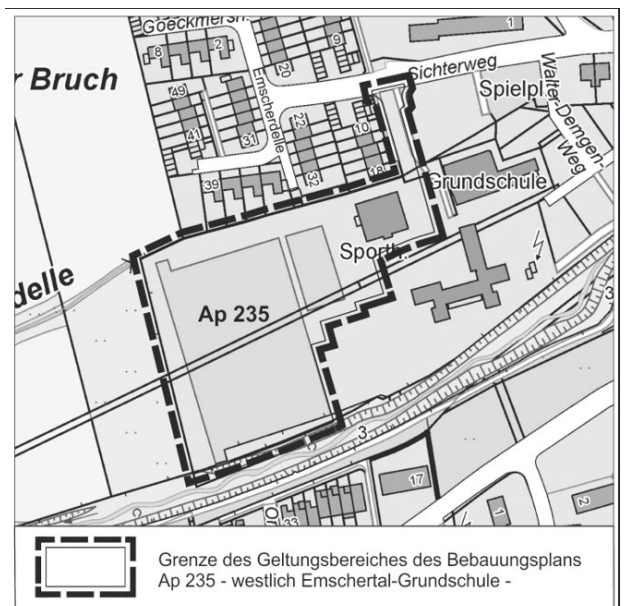 Goeckmersh.
8
2
20
9
1
Sichterweg
r Bruch
Emscherdelle
Spielpl.
Walter-Demgen-
Weg
49
41
31
22
10
39
32
18
Grundschule
Sporth.
delle
Ap 235
3
3
17
33
1
2
Grenze des Geltungsbereiches des Bebauungsplans
Ap 235 - westlich Emschertal-Grundschule -